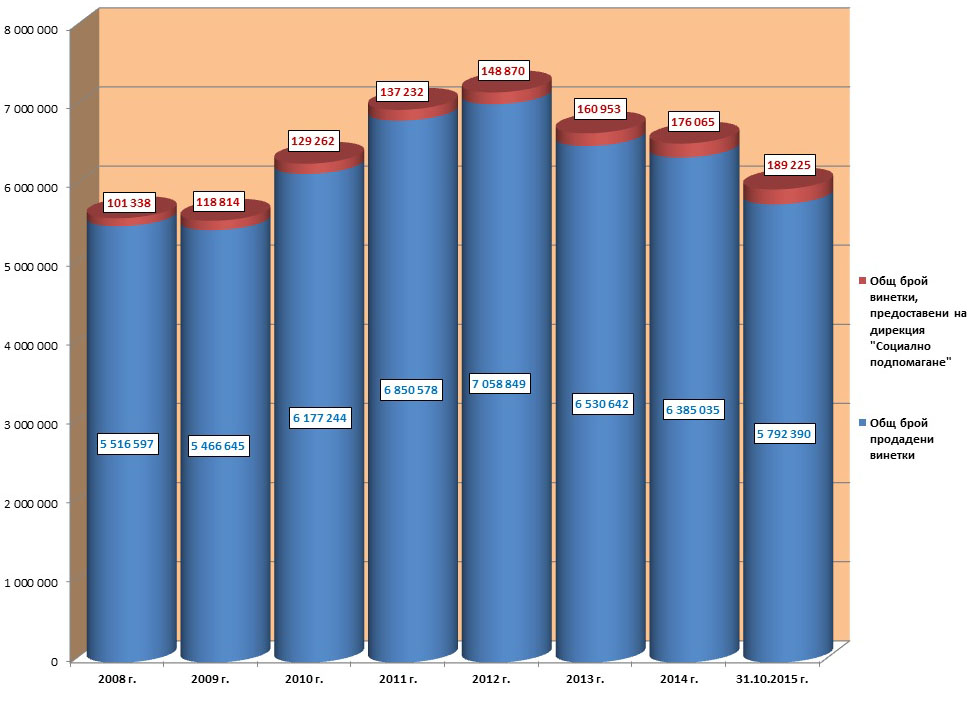 8 000 000
7 000 000
6 000 000
5 000 000
4 000 000
3 000 000
2 000 000
1 000 000
0
101 338
118 814
129 262
137 232
148 870
160 953
176 065
189 225
5 516 597
5 466 645
6 177 244
6 850 578
7 058 849
6 530 642
6 385 035
5 792 390
2008 г.
2009 г.
2010 г.
2011 г.
2012 г.
2013 г.
2014 г.
31.10.2015 г.
Общ брой
винетки,
предоставени на
дирекция
"Социално
подпомагане"
Общ брой
продадени
винетки